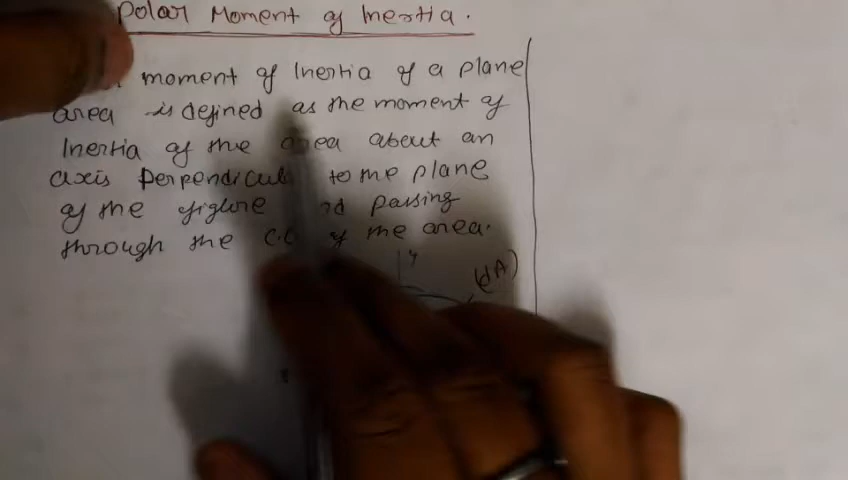 Polar Moment of Inertia.
moment of Inertia of a plane
area is defined as the moment of
Inertia of the area about an
axis perpendicul to the plane
of the figure passing
through the of the area.
y
(dA)